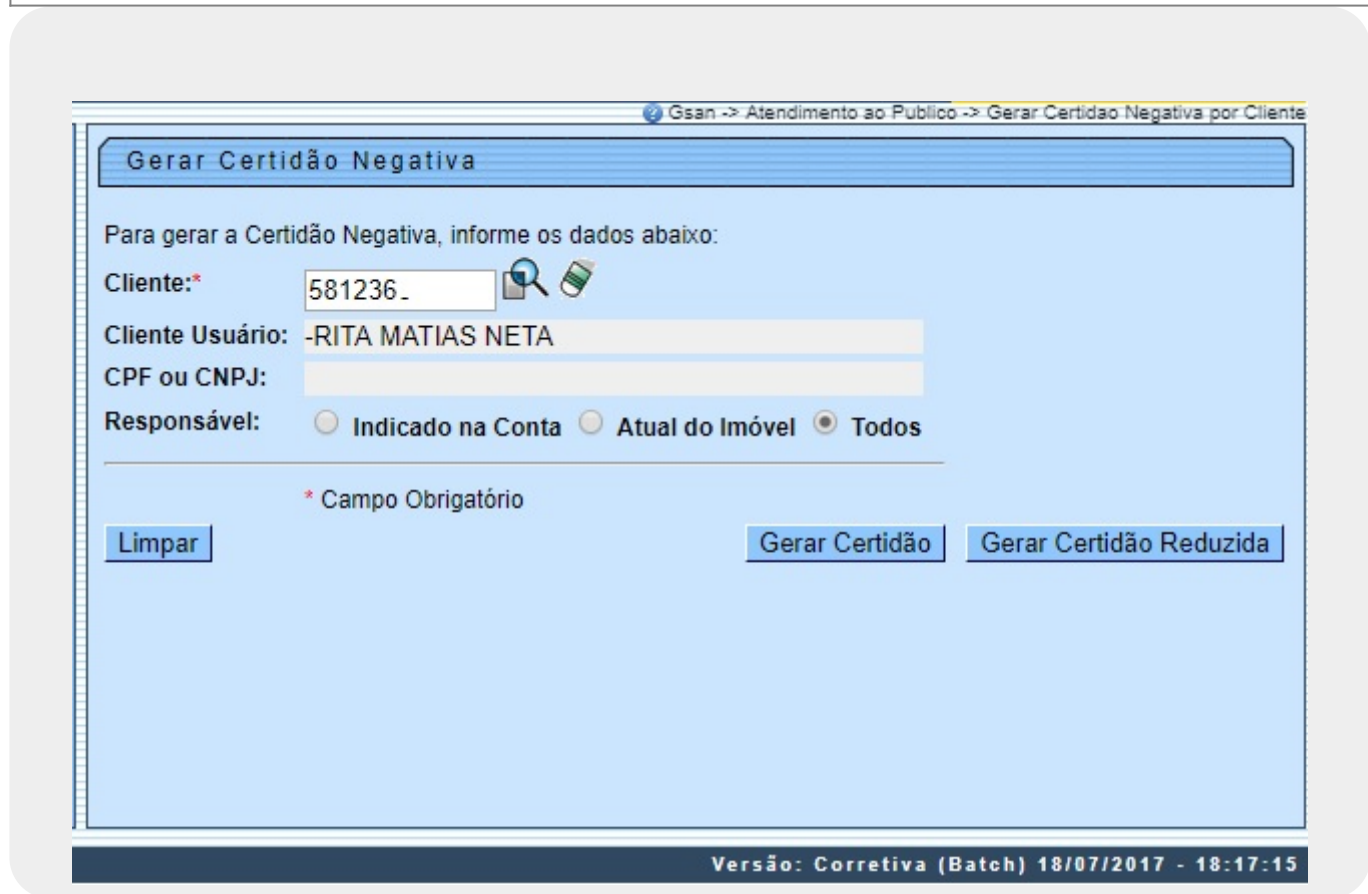 Gsan -> Atendimento ao Publico -> Gerar Certidao Negativa por Cliente
Gerar Certidão Negativa
Para gerar a Certidão Negativa, informe os dados abaixo:
Cliente:* 581236_
Cliente Usuário: -RITA MATIAS NETA
CPF ou CNPJ:
Responsável: Indicado na Conta Atual do Imóvel Todos
* Campo Obrigatório
Limpar Gerar Certidão Gerar Certidão Reduzida
Versão: Corretiva (Batch) 18/07/2017 - 18:17:15